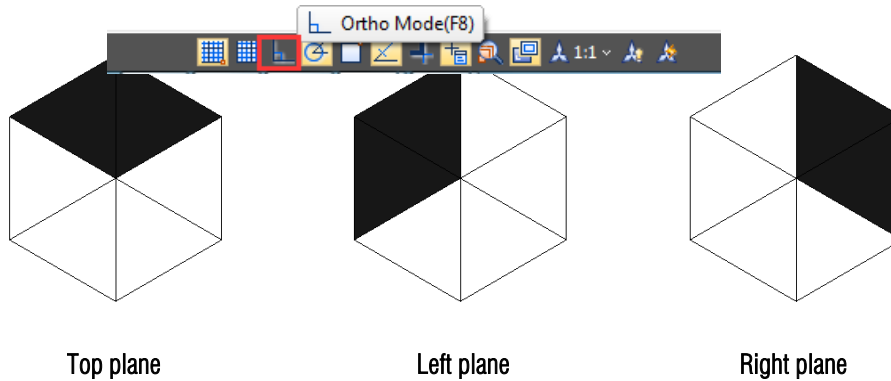 Ortho Mode(F8)
1:1
Top plane
Left plane
Right plane